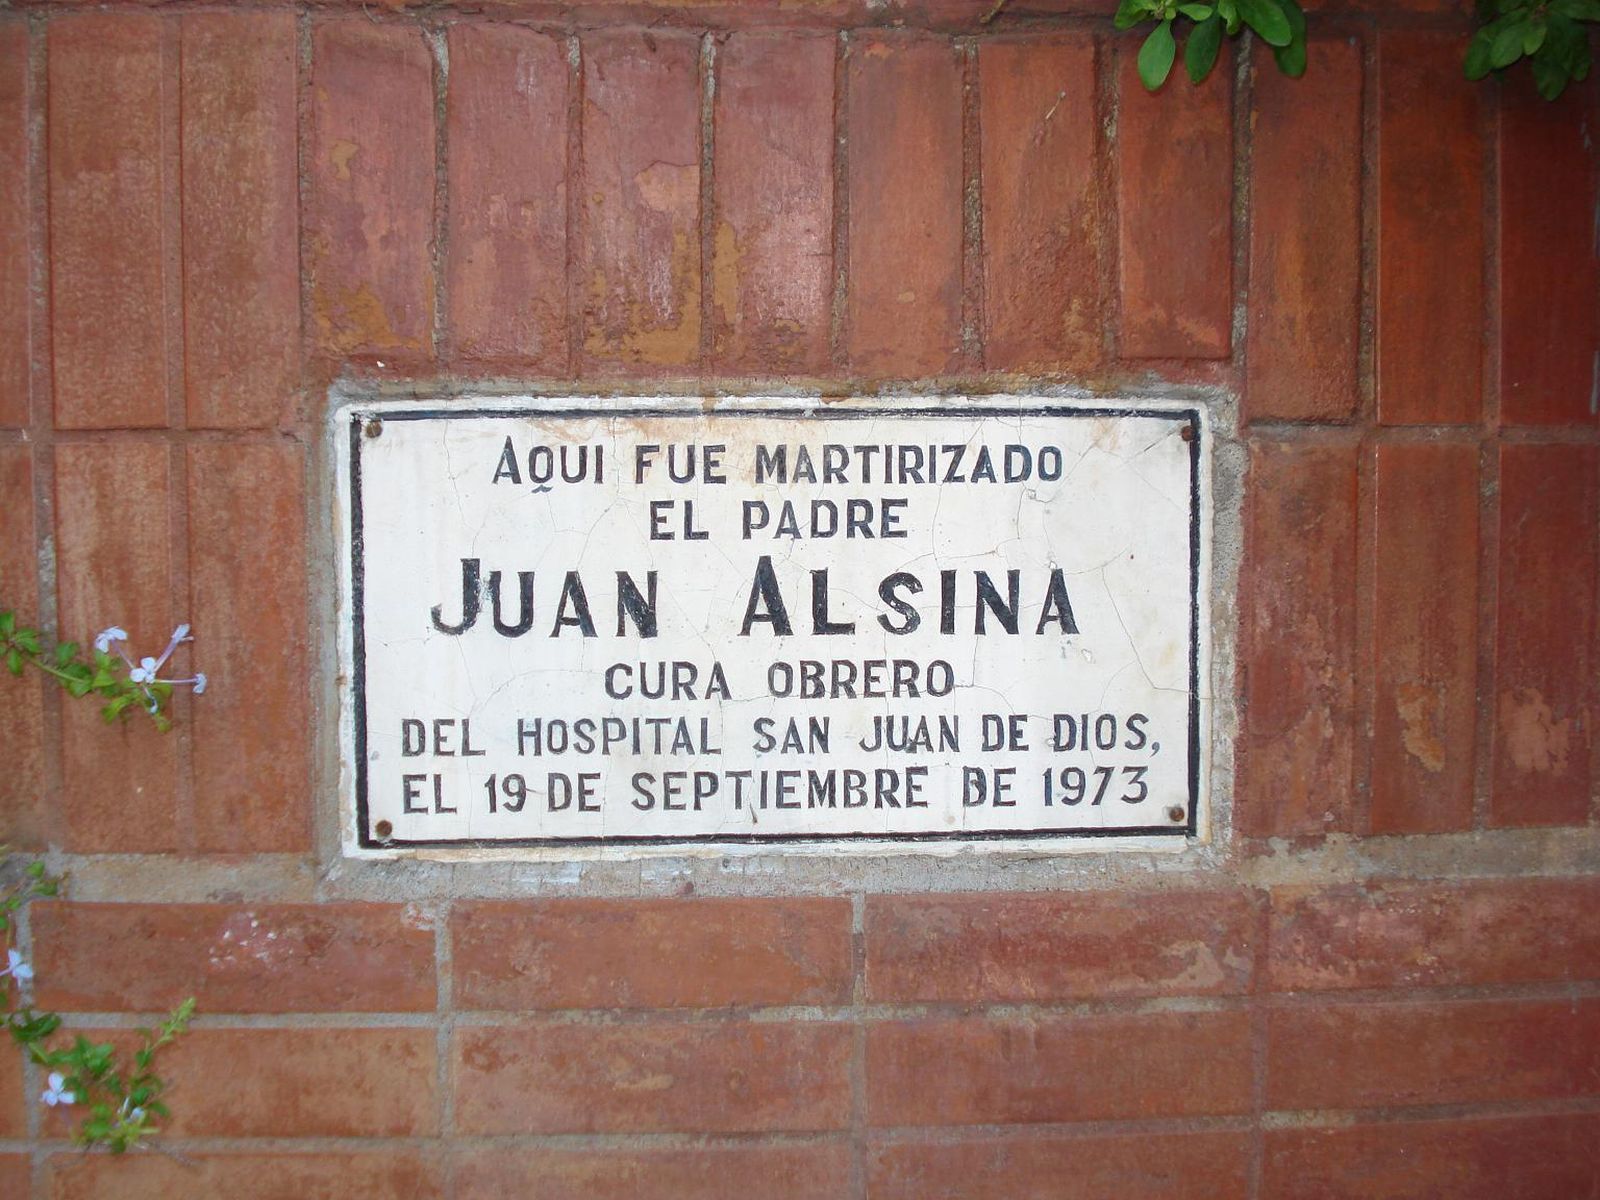 AQUI FUE MARTIRIZADO
EL PADRE
JUAN ALSINA
CURA OBRERO
DEL HOSPITAL SAN JUAN DE DIOS,
EL 19 DE SEPTIEMBRE DE 1973